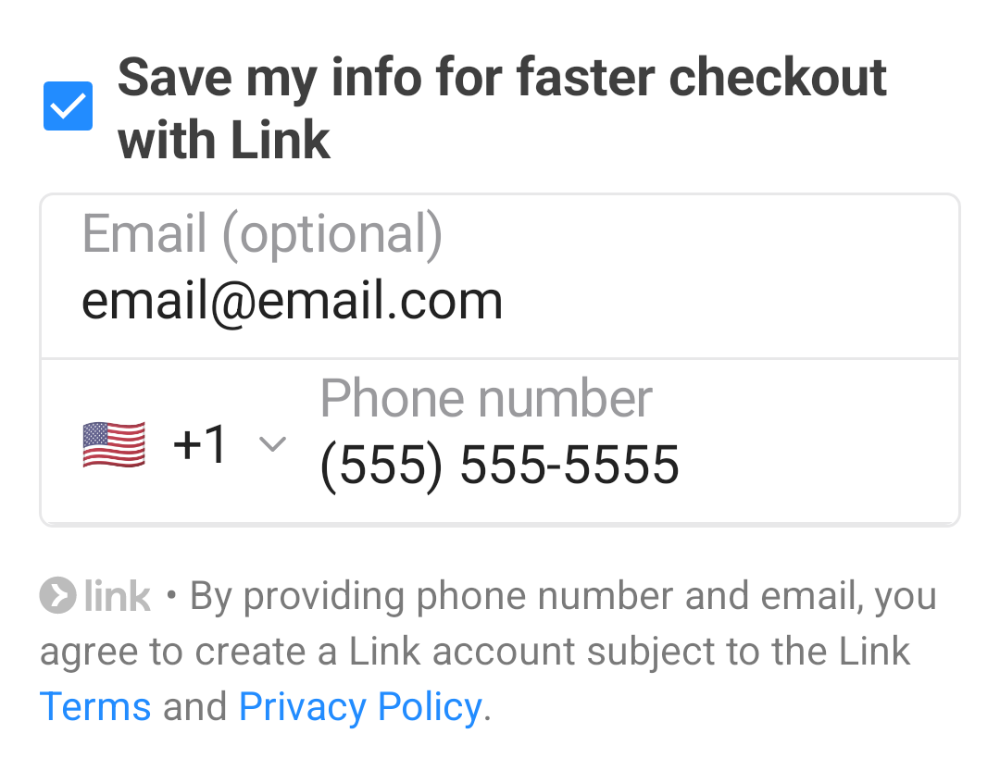 Save my info for faster checkout
with Link
Email (optional)
email@email.com
Phone number
+1 (555) 555-5555
link • By providing phone number and email, you
agree to create a Link account subject to the Link
Terms and Privacy Policy.